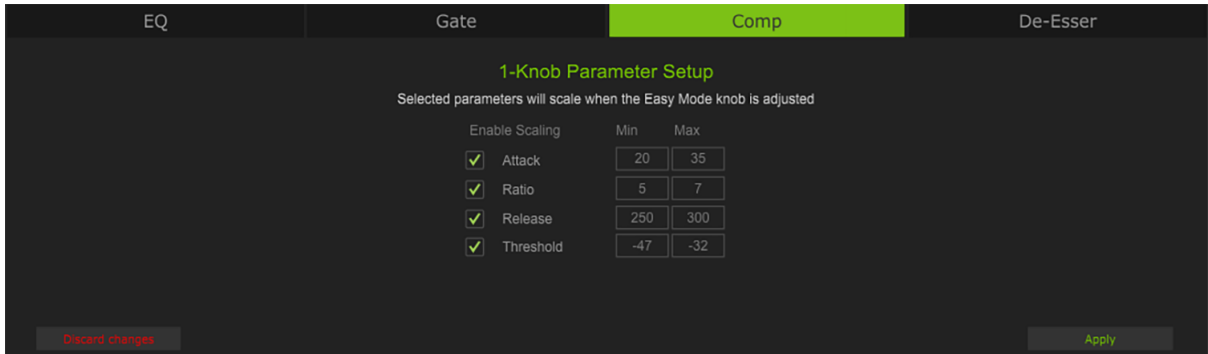 EQ Gate Comp De-Esser
1-Knob Parameter Setup
Selected parameters will scale when the Easy Mode knob is adjusted
Enable Scaling Min Max
Attack 20 35
Ratio 5 7
Release 250 300
Threshold -47 -32
Discard changes Apply